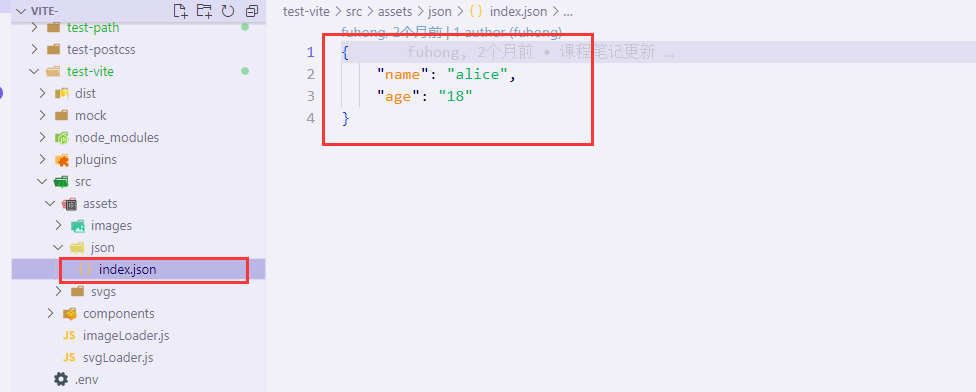 VITE-
test-path
test-postcss
test-vite
dist
mock
node_modules
plugins
src
assets
images
json
{ } index.json
svgs
components
JS imageLoader.js
JS svgLoader.js
.env
test-vite > src > assets > json > { } index.json > ...
fuhong, 2个月前 | 1 author (fuhong)
1 { fuhong, 2个月前 • 课程笔记更新 …
2 "name": "alice",
3 "age": "18"
4 }